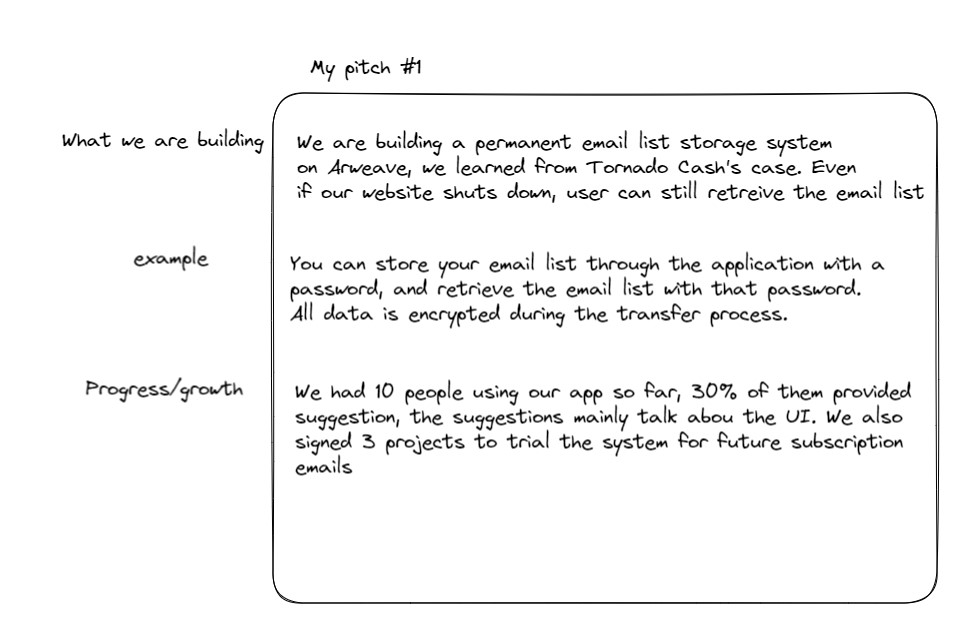 My pitch #1
What we are building
We are building a permanent email list storage system
on Arweave, we learned from Tornado Cash's case. Even
if our website shuts down, user can still retreive the email list
example
You can store your email list through the application with a
password, and retrieve the email list with that password.
All data is encrypted during the transfer process.
Progress/growth
We had 10 people using our app so far, 30% of them provided
suggestion, the suggestions mainly talk abou the UI. We also
signed 3 projects to trial the system for future subscription
emails